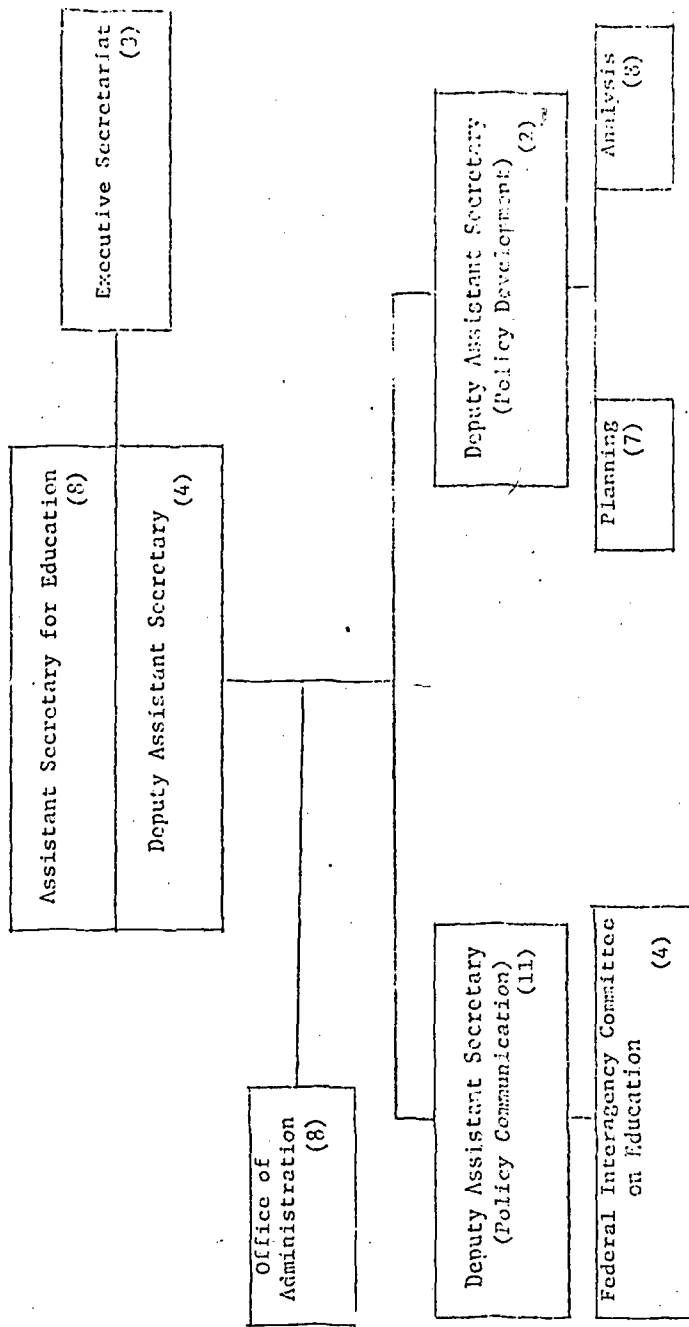 Assistant Secretary for Education
(8)
Deputy Assistant Secretary
(4)
Executive Secretariat
(3)
Office of
Administration
(8)
Deputy Assistant Secretary
(Policy Communication)
(11)
Federal Interagency Committee
on Education
(4)
Deputy Assistant Secretary
(Policy Development)
(2)
Planning
(7)
Analysis
(8)